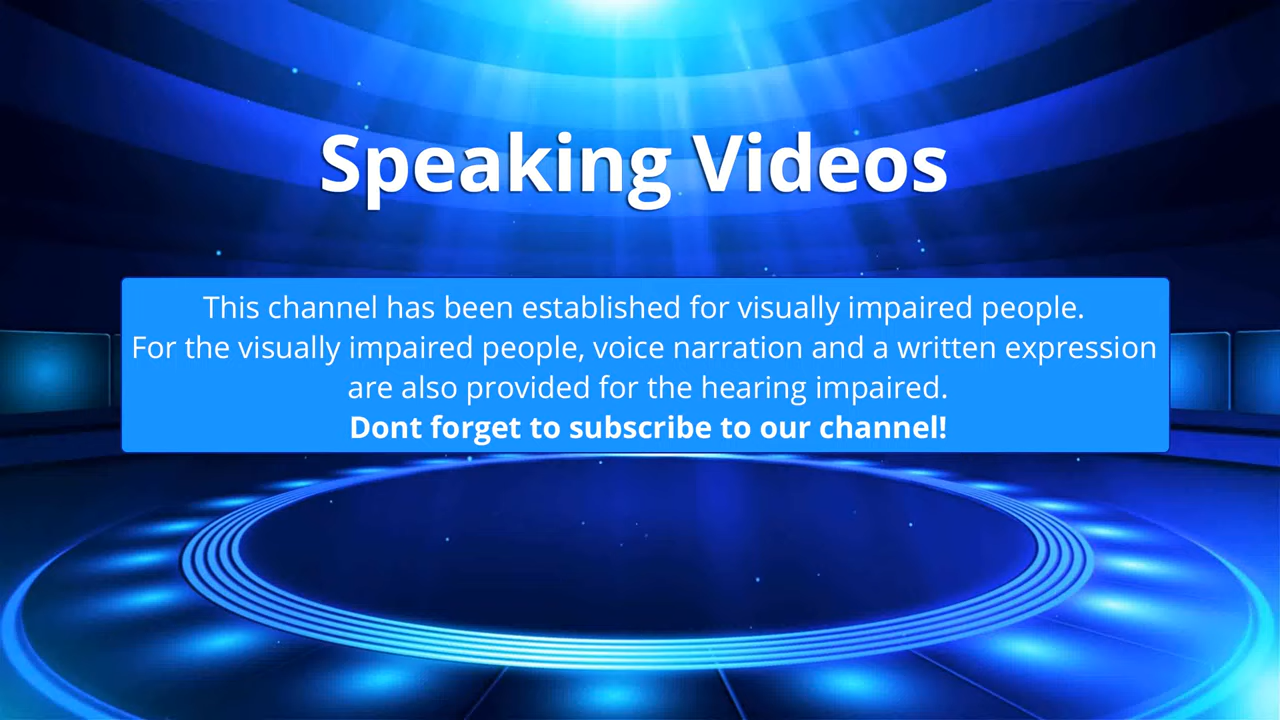 Speaking Videos
This channel has been established for visually impaired people.
For the visually impaired people, voice narration and a written expression
are also provided for the hearing impaired.
Dont forget to subscribe to our channel!